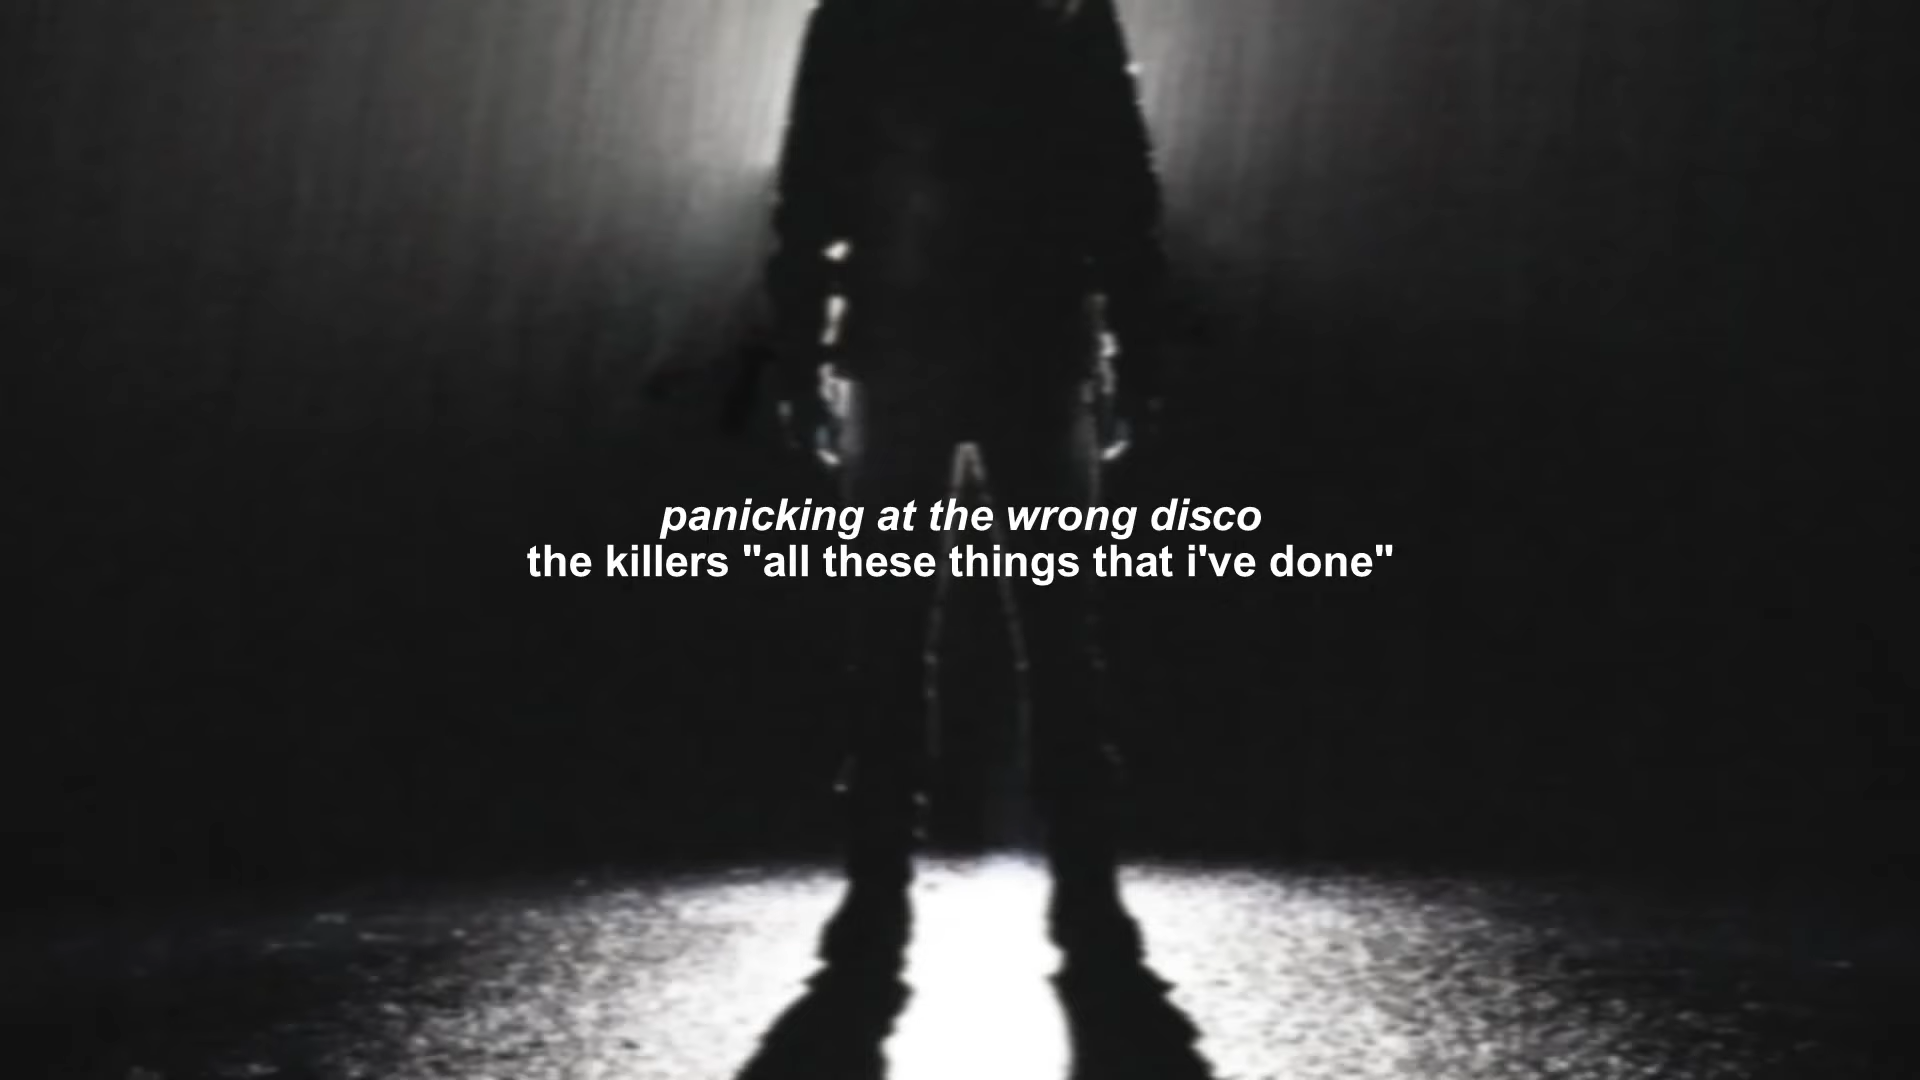 panicking at the wrong disco
the killers "all these things that i've done"